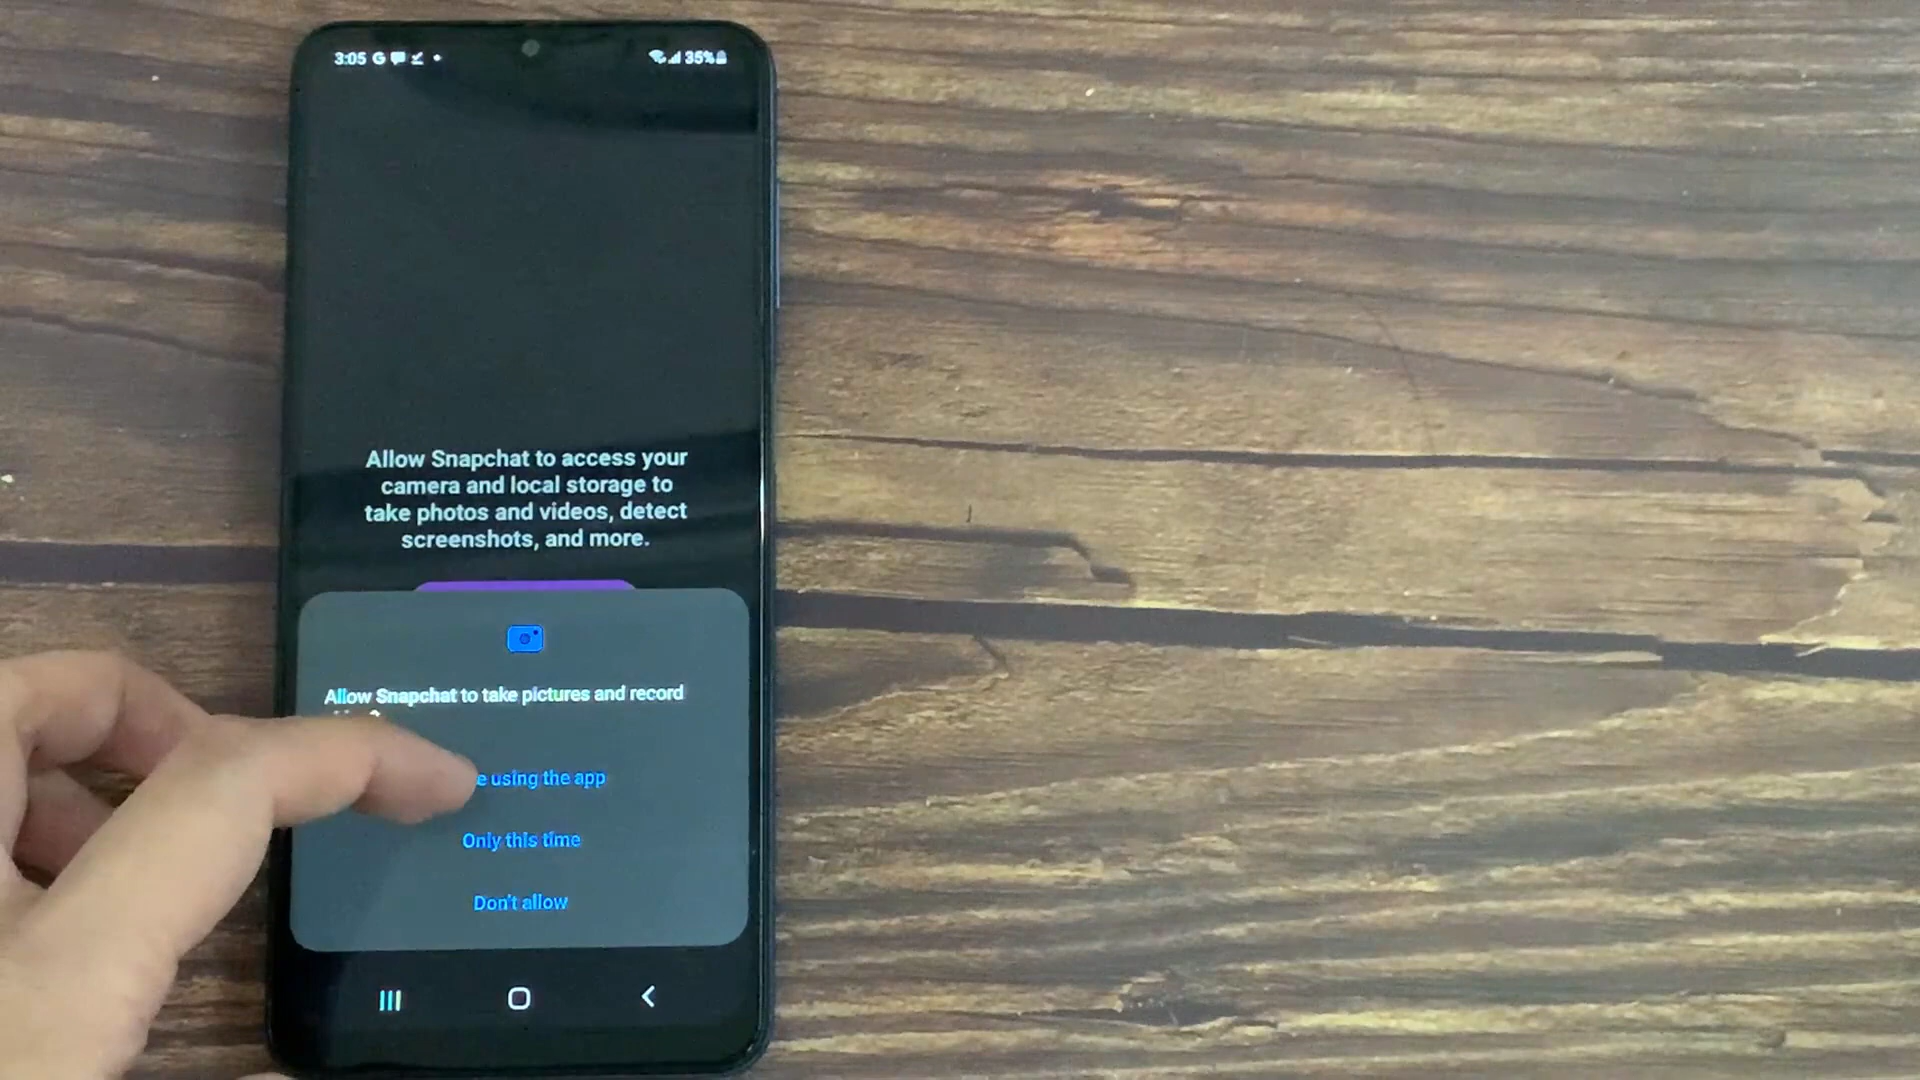 3:05 G
35%
Allow Snapchat to access your
camera and local storage to
take photos and videos, detect
screenshots, and more.
Allow Snapchat to take pictures and record
using the app
Only this time
Don't allow